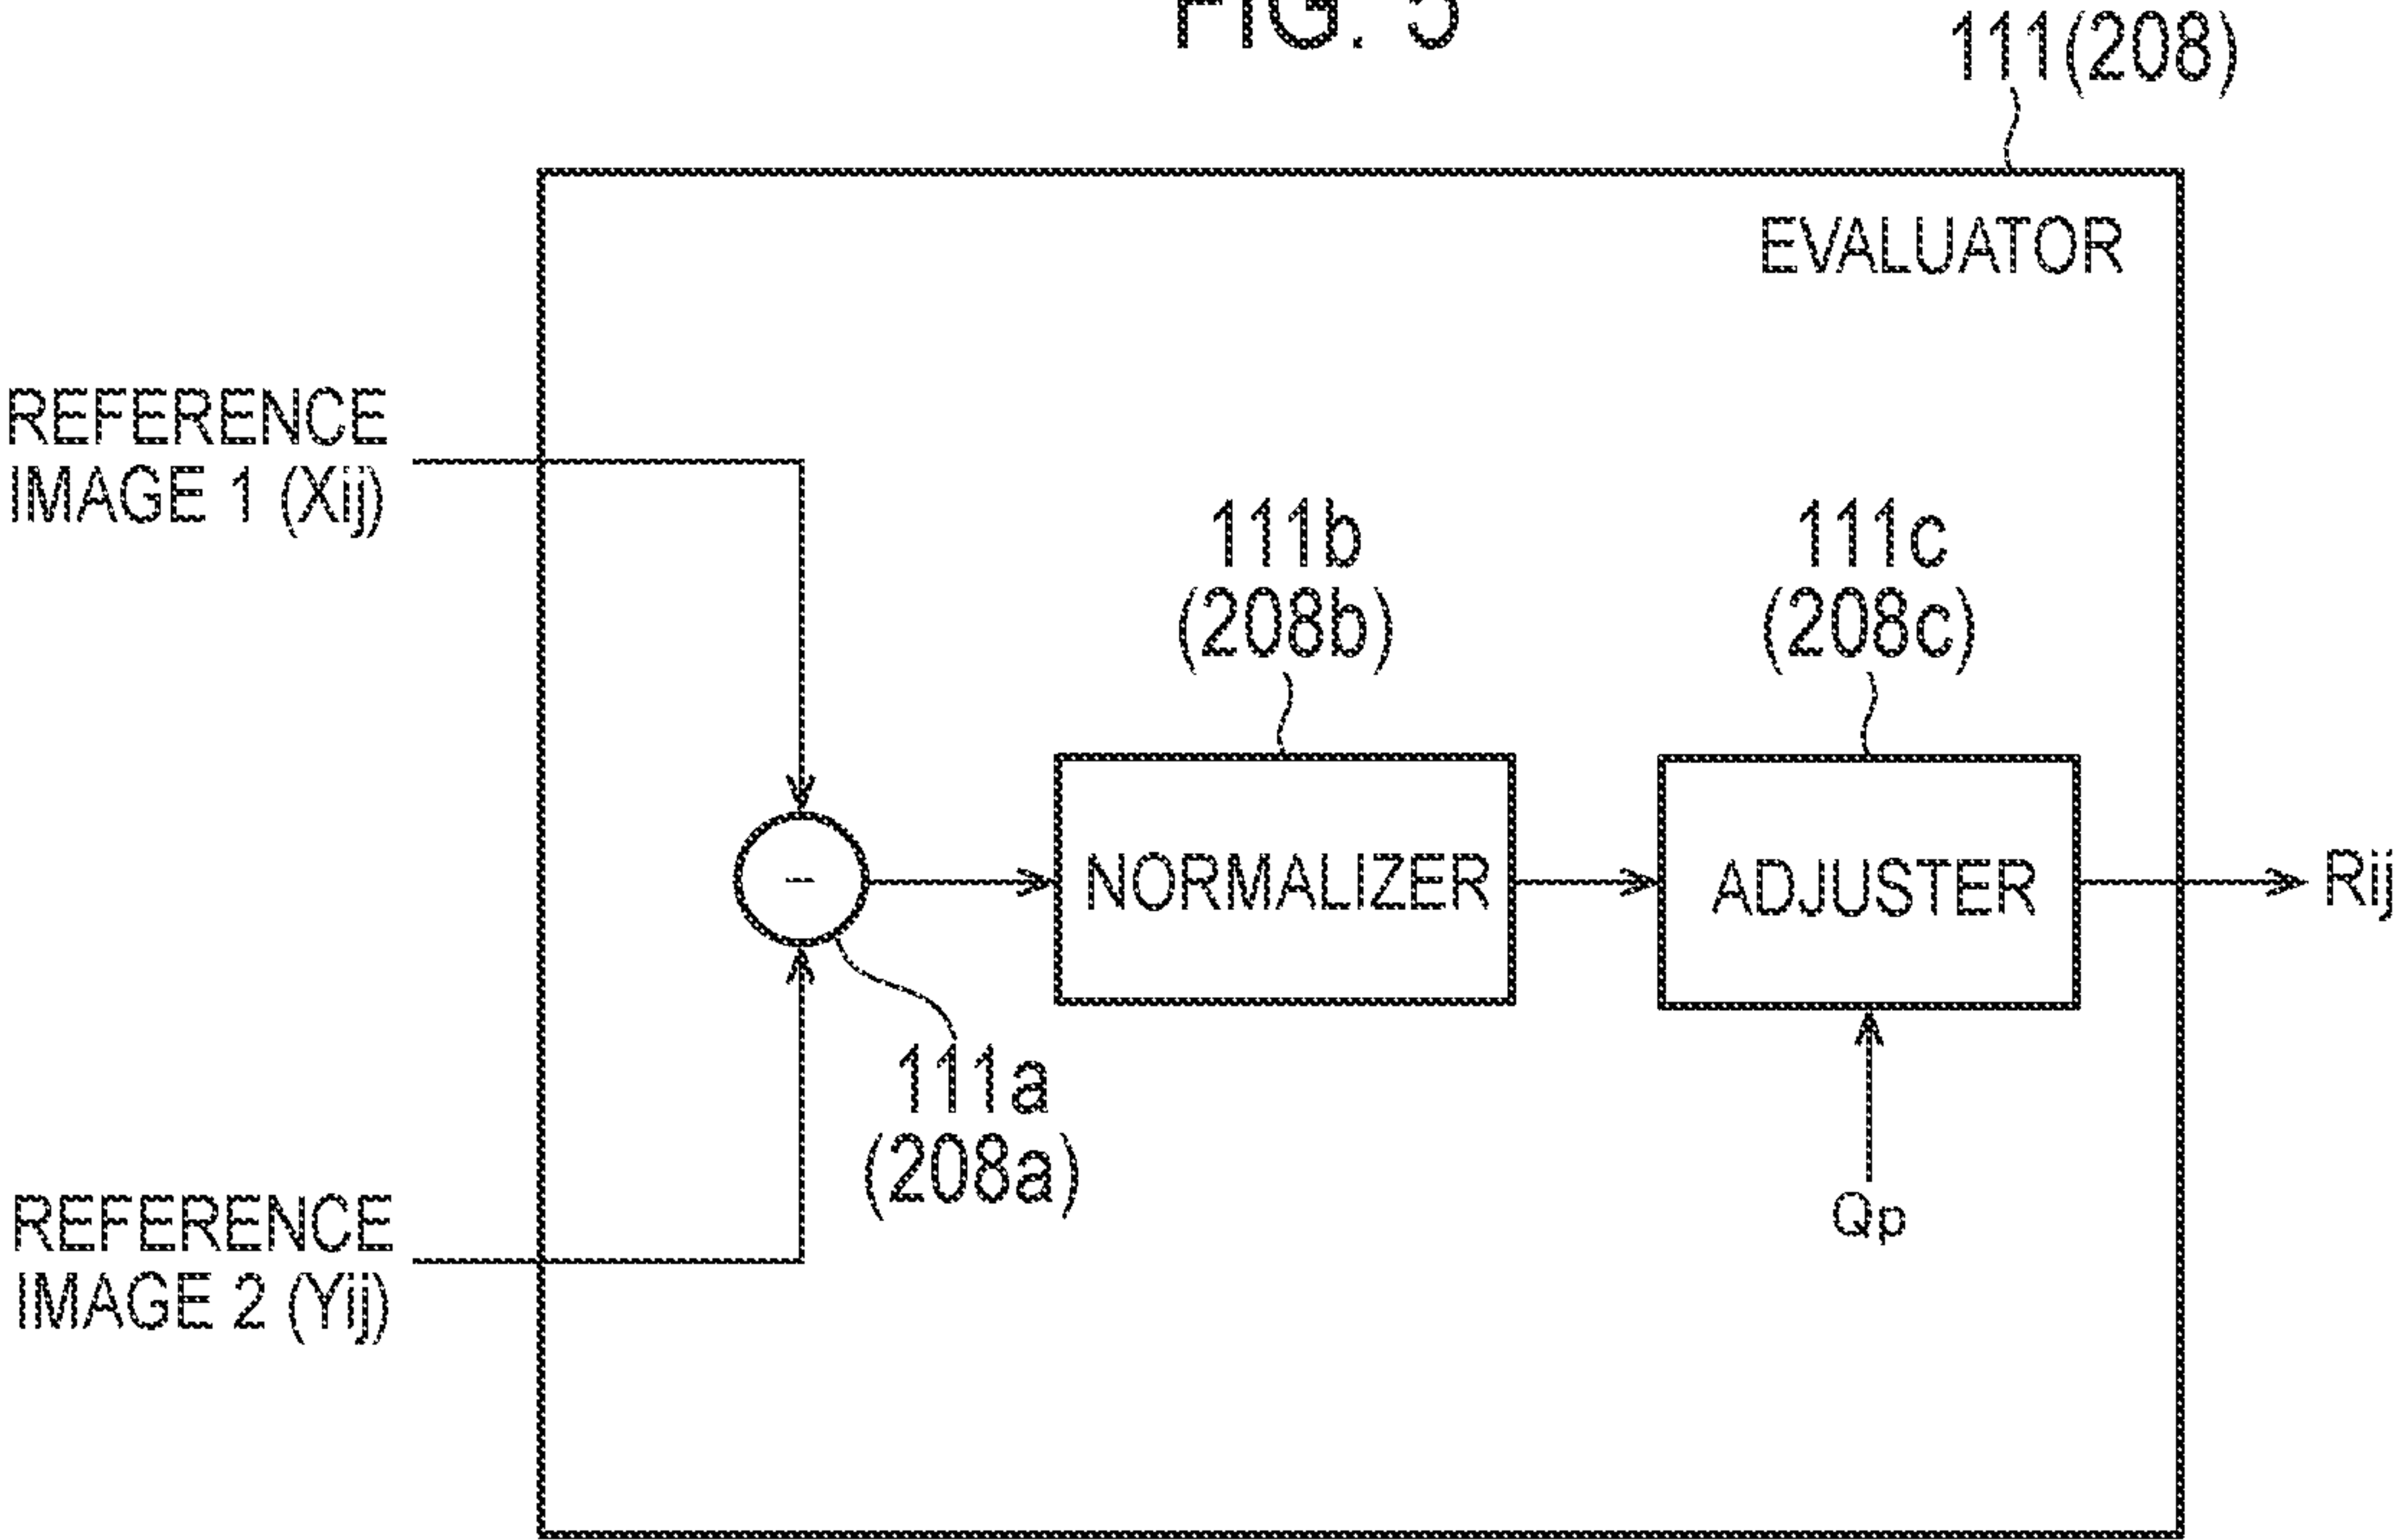 FIG. 5
111(208)
EVALUATOR
REFERENCE
IMAGE 1 (Xij)
111b
(208b)
111c
(208c)
-
NORMALIZER
ADJUSTER
Rij
111a
(208a)
Qp
REFERENCE
IMAGE 2 (Yij)